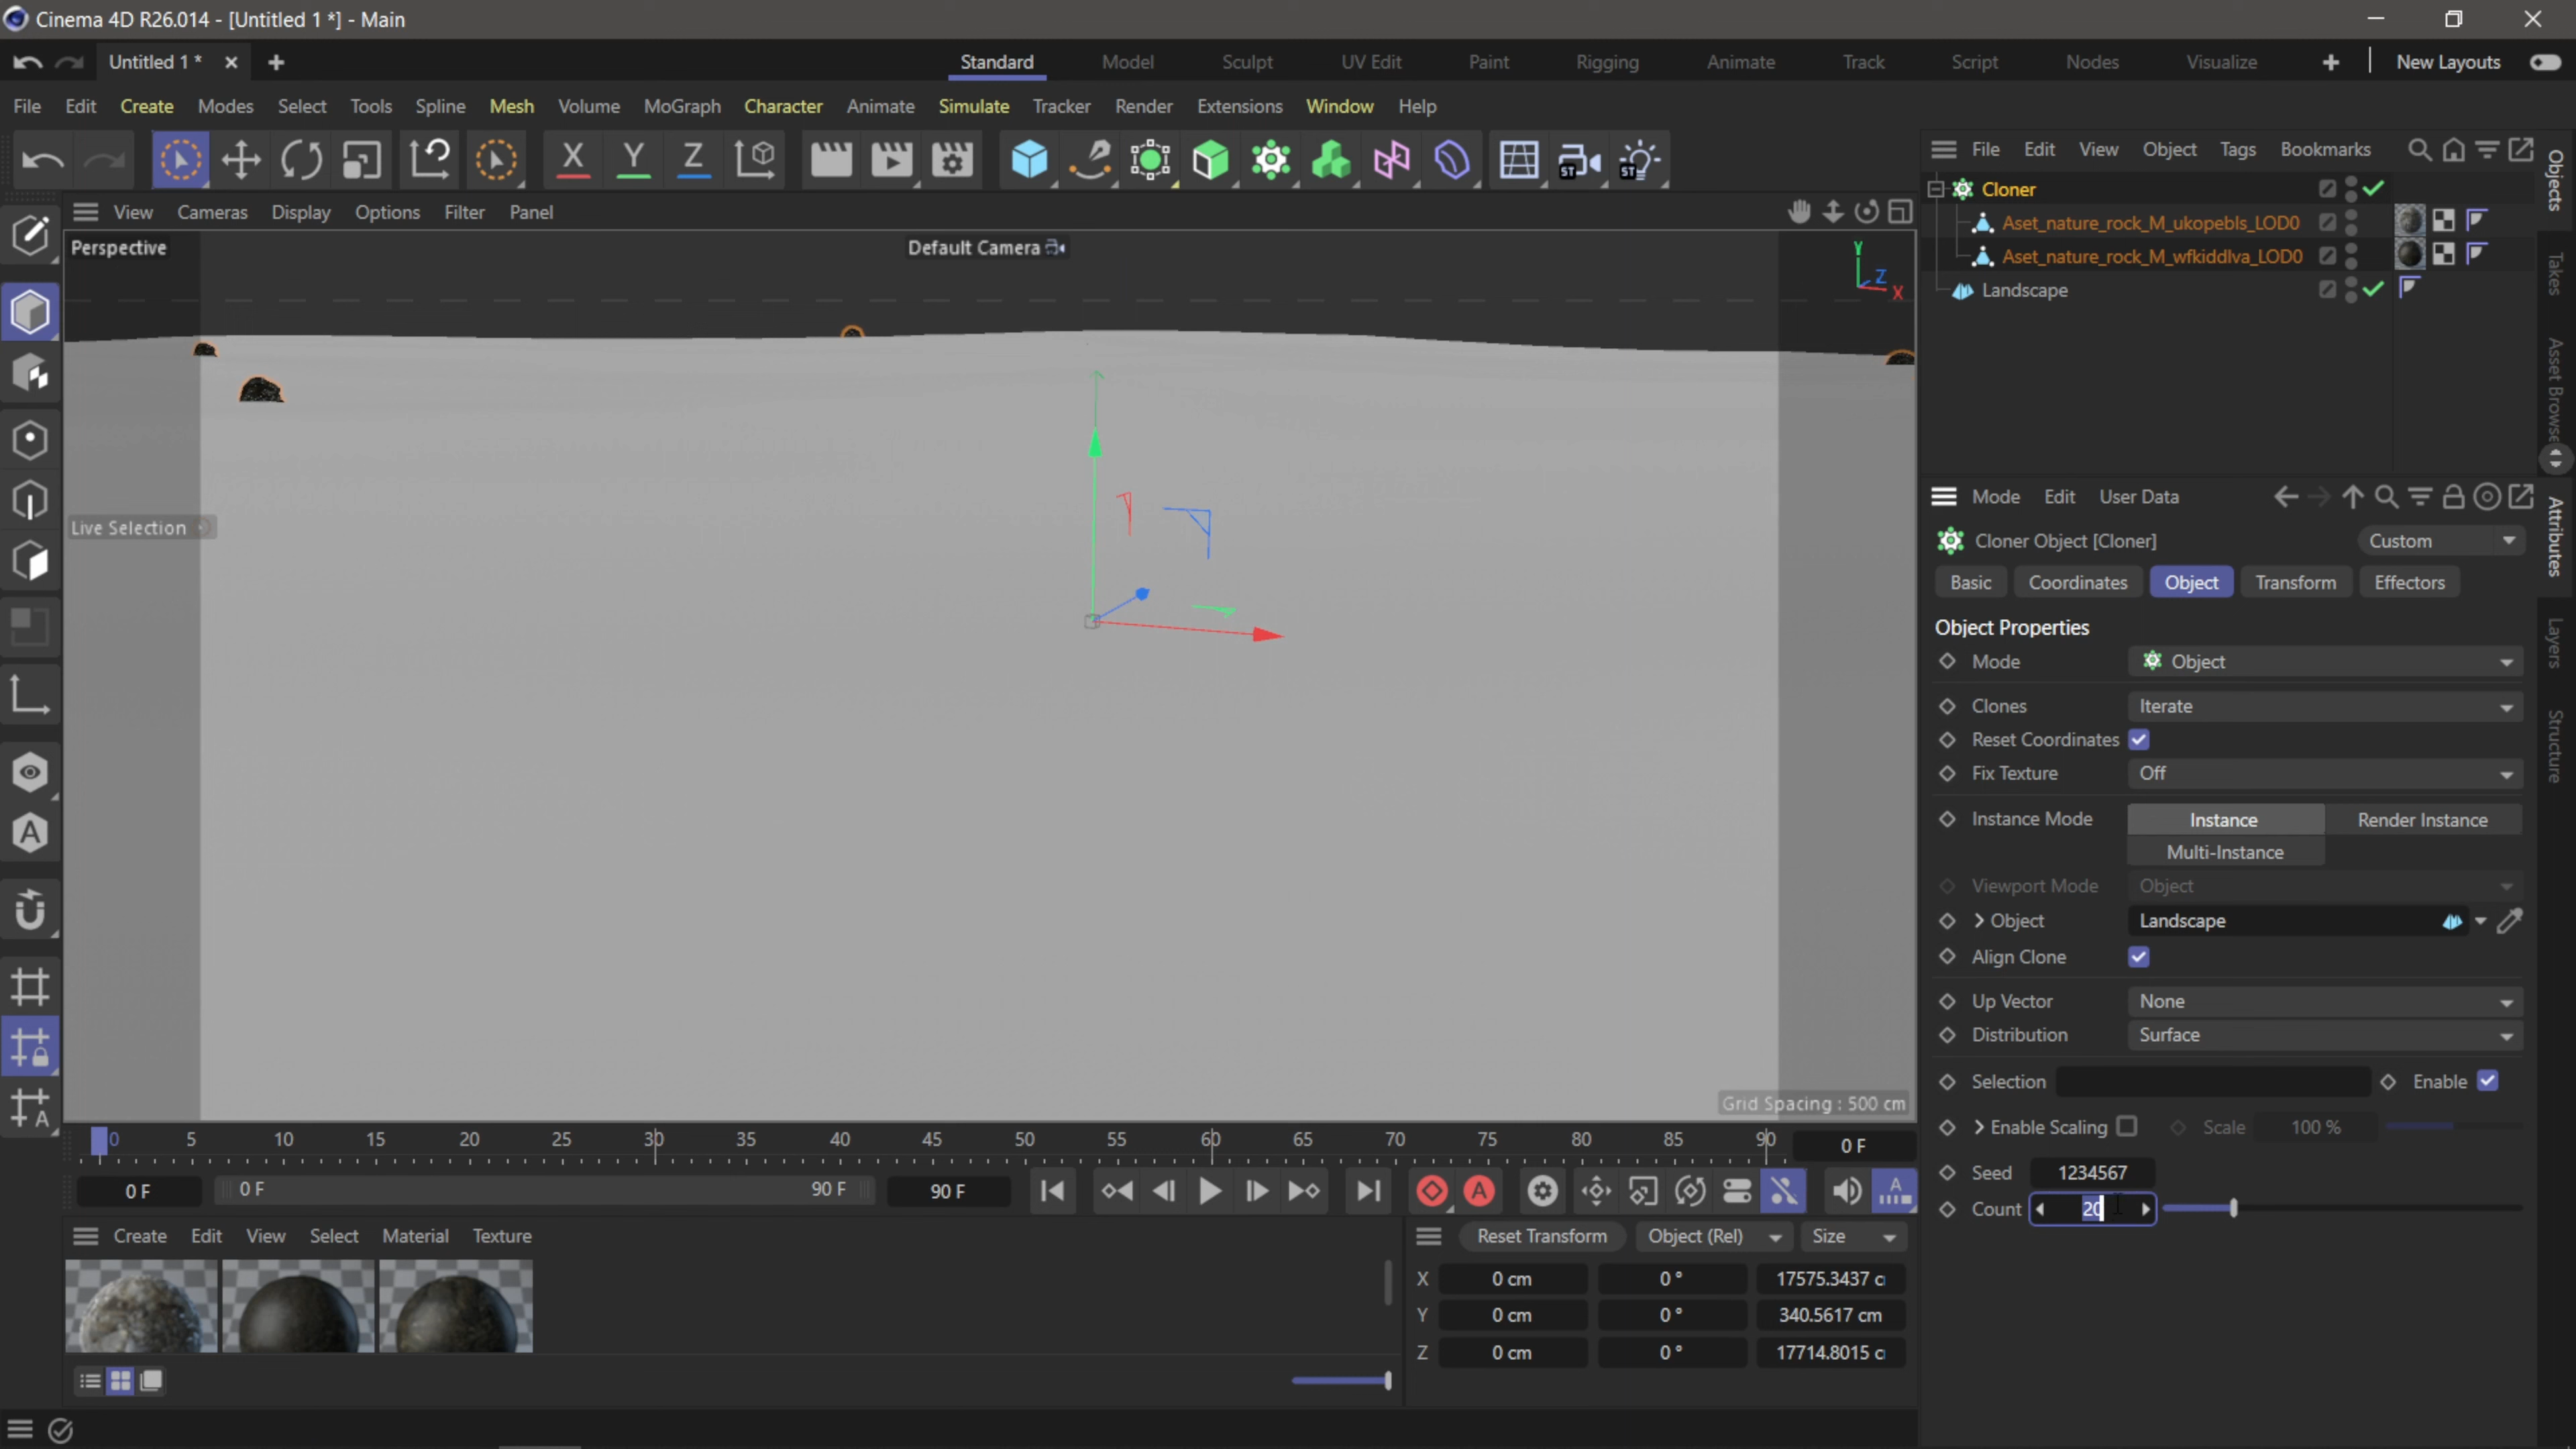 Cinema 4D R26.014 - [Untitled 1 *] - Main
Untitled 1 *
Standard Model Sculpt UV Edit Paint Rigging Animate Track Script Nodes Visualize New Layouts
File Edit Create Modes Select Tools Spline Mesh Volume MoGraph Character Animate Simulate Tracker Render Extensions Window Help
X Y Z ST ST
File Edit View Object Tags Bookmarks
Cloner
Aset_nature_rock_M_ukopebls_LOD0
Aset_nature_rock_M_wfkiddlva_LOD0
Landscape
Objects
Takes
Asset Browse
View Cameras Display Options Filter Panel
Perspective
Default Camera
Y
Z
X
Live Selection
Grid Spacing : 500 cm
Mode Edit User Data
Cloner Object [Cloner]
Custom
Basic Coordinates Object Transform Effectors
Object Properties
Mode Object
Clones Iterate
Reset Coordinates
Fix Texture Off
Instance Mode Instance Render Instance
Multi-Instance
Viewport Mode Object
Object Landscape
Align Clone
Up Vector None
Distribution Surface
Selection Enable
Enable Scaling Scale 100 %
Seed 1234567
Count 20
Attributes
Layers
Structure
0 5 10 15 20 25 30 35 40 45 50 55 60 65 70 75 80 85 90 0 F
0 F 0 F 90 F 90 F
A A
Create Edit View Select Material Texture
Reset Transform Object (Rel) Size
X 0 cm 0 ° 17575.3437 c
Y 0 cm 0 ° 340.5617 cm
Z 0 cm 0 ° 17714.8015 c
A
A